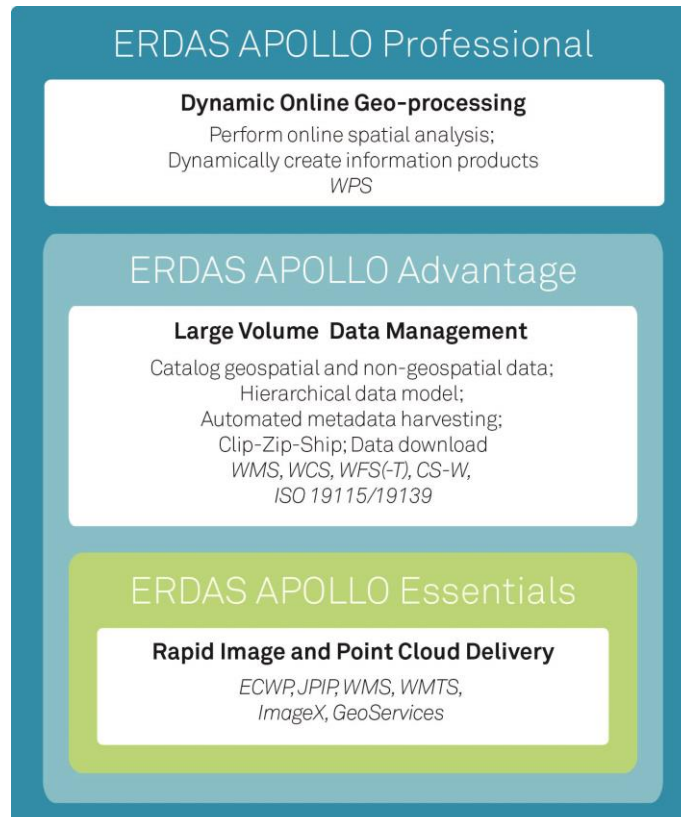 ERDAS APOLLO Professional
Dynamic Online Geo-processing
Perform online spatial analysis;
Dynamically create information products
WPS
ERDAS APOLLO Advantage
Large Volume Data Management
Catalog geospatial and non-geospatial data;
Hierarchical data model;
Automated metadata harvesting;
Clip-Zip-Ship; Data download
WMS, WCS, WFS(-T), CS-W,
ISO 19115/19139
ERDAS APOLLO Essentials
Rapid Image and Point Cloud Delivery
ECWP, JPIP, WMS, WMTS,
ImageX, GeoServices